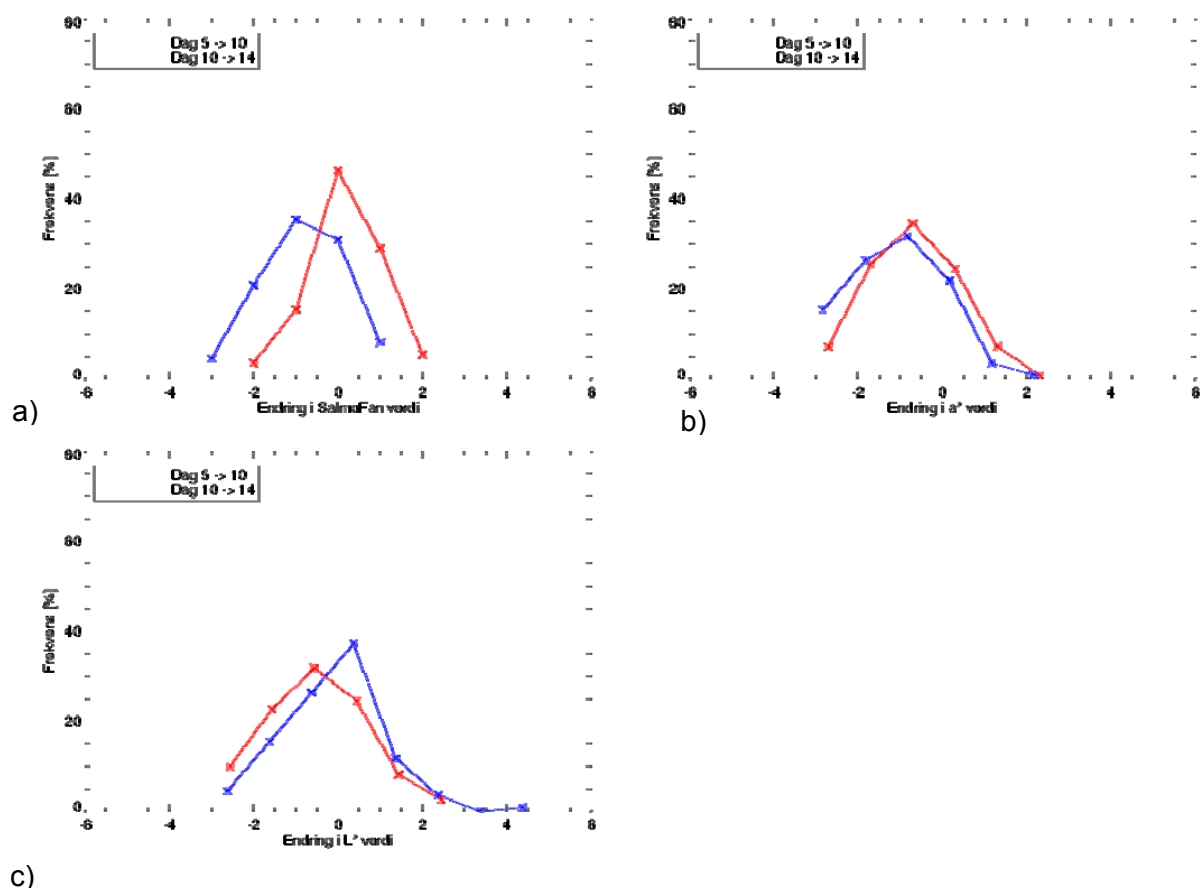 80
60
40
20
0
Frekvens [%]
Dag 5 -> 10
Dag 10 -> 14
-6 -4 -2 0 2 4 6
Endring i SalmoFan verdi
a)
80
60
40
20
0
Frekvens [%]
Dag 5 -> 10
Dag 10 -> 14
-6 -4 -2 0 2 4 6
Endring i a* verdi
b)
80
60
40
20
0
Frekvens [%]
Dag 5 -> 10
Dag 10 -> 14
-6 -4 -2 0 2 4 6
Endring i L* verdi
c)